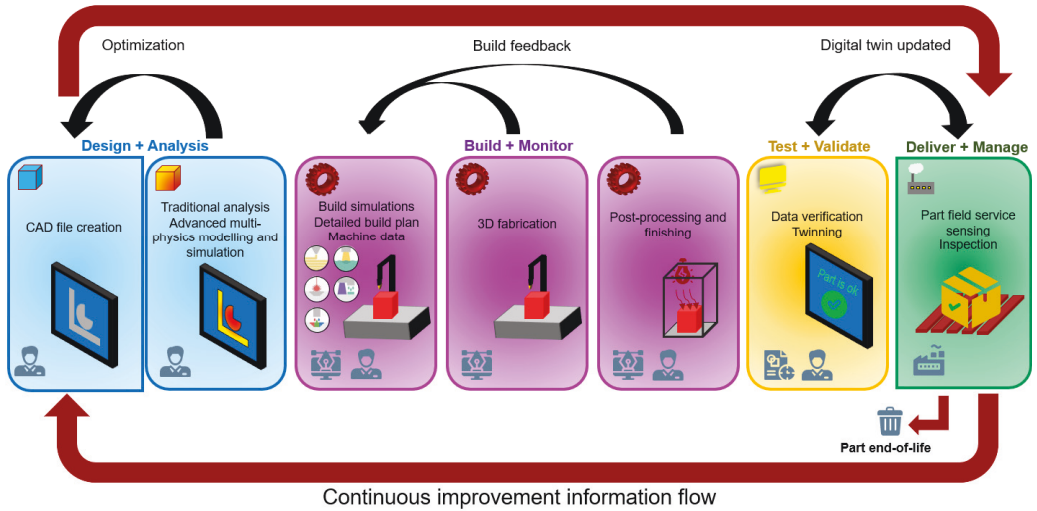 Optimization
Build feedback
Digital twin updated
Design + Analysis
Build + Monitor
Test + Validate
Deliver + Manage
CAD file creation
Traditional analysis
Advanced multi-
physics modelling and
simulation
Build simulations
Detailed build plan
Machine data
3D fabrication
Post-processing and
finishing
Data verification
Twinning
Part is ok
Part field service
sensing
Inspection
Part end-of-life
Continuous improvement information flow